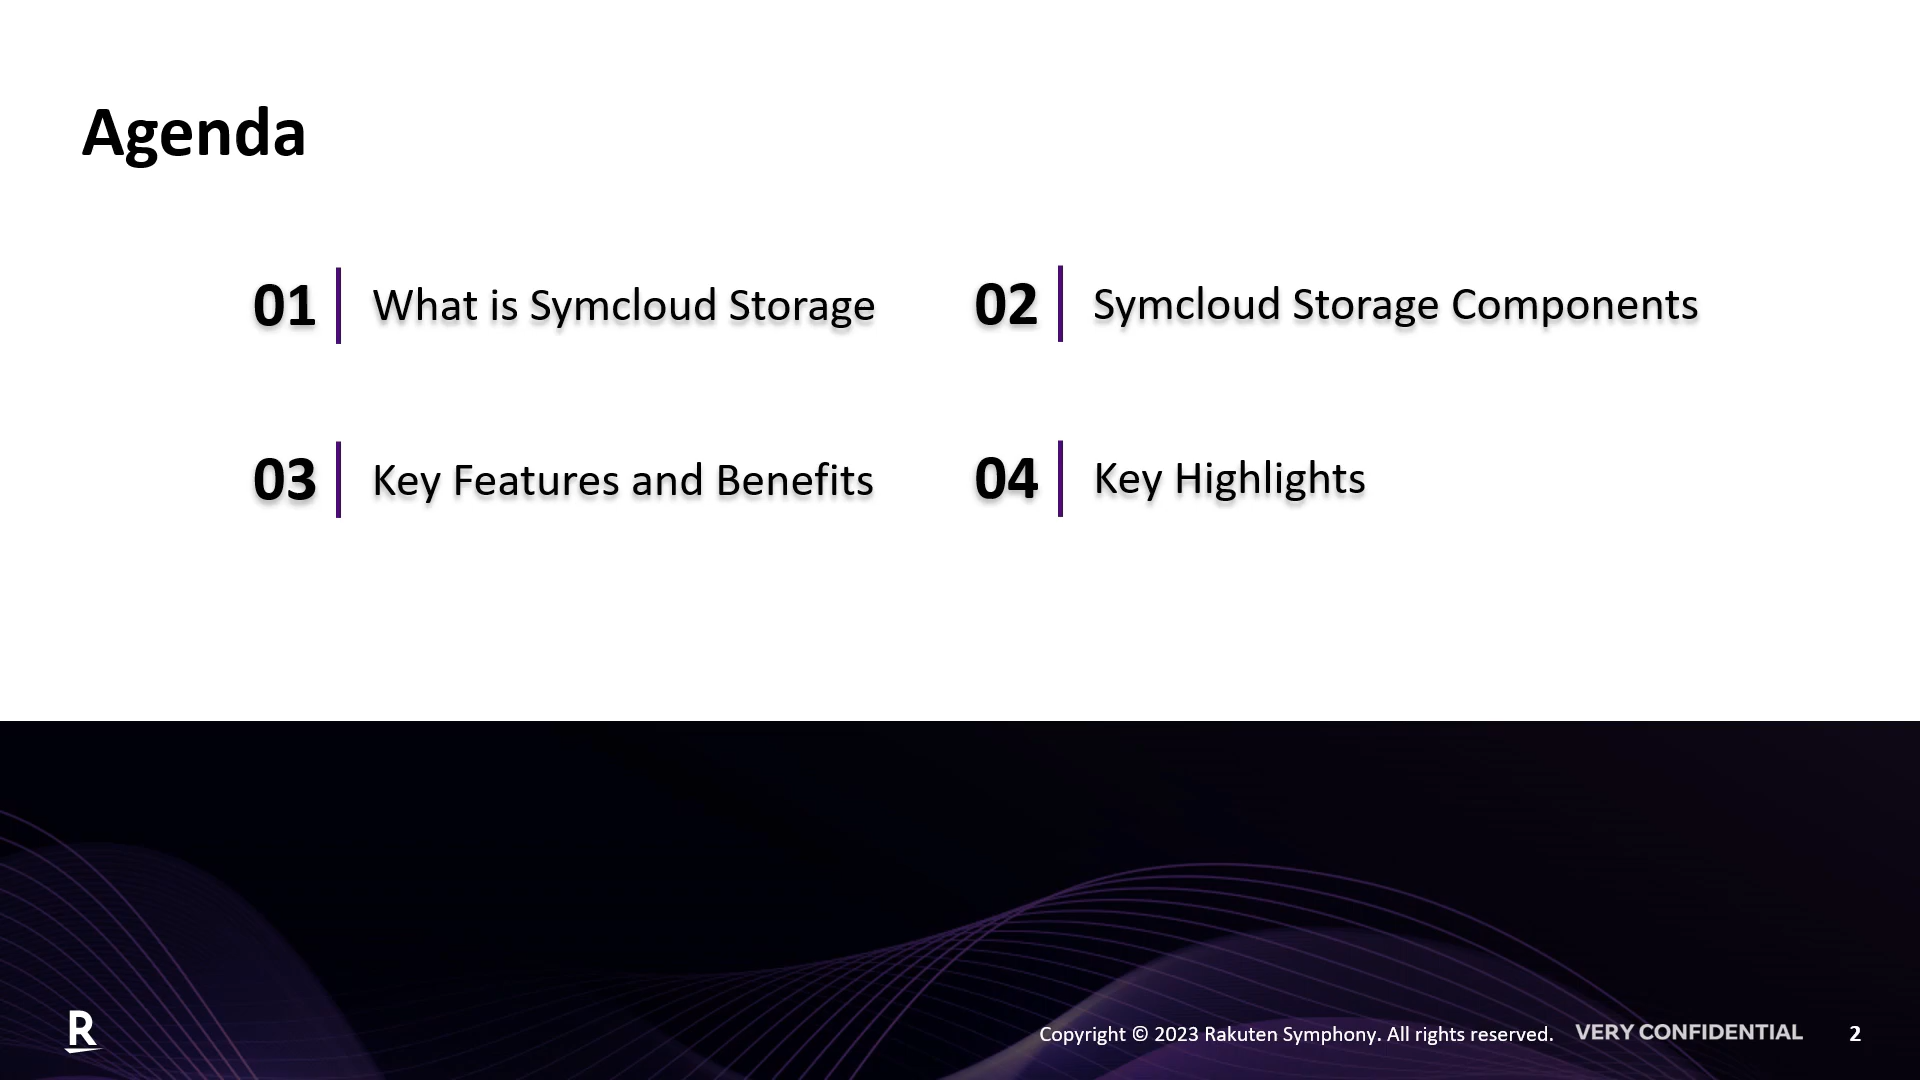 Agenda
01 What is Symcloud Storage
02 Symcloud Storage Components
03 Key Features and Benefits
04 Key Highlights
R
Copyright © 2023 Rakuten Symphony. All rights reserved. VERY CONFIDENTIAL 2